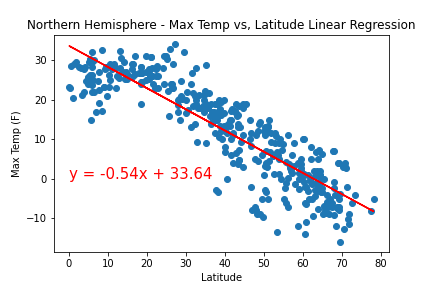 Northern Hemisphere - Max Temp vs, Latitude Linear Regression
Max Temp (F)
30
20
10
0
−10
y = -0.54x + 33.64
0 10 20 30 40 50 60 70 80
Latitude